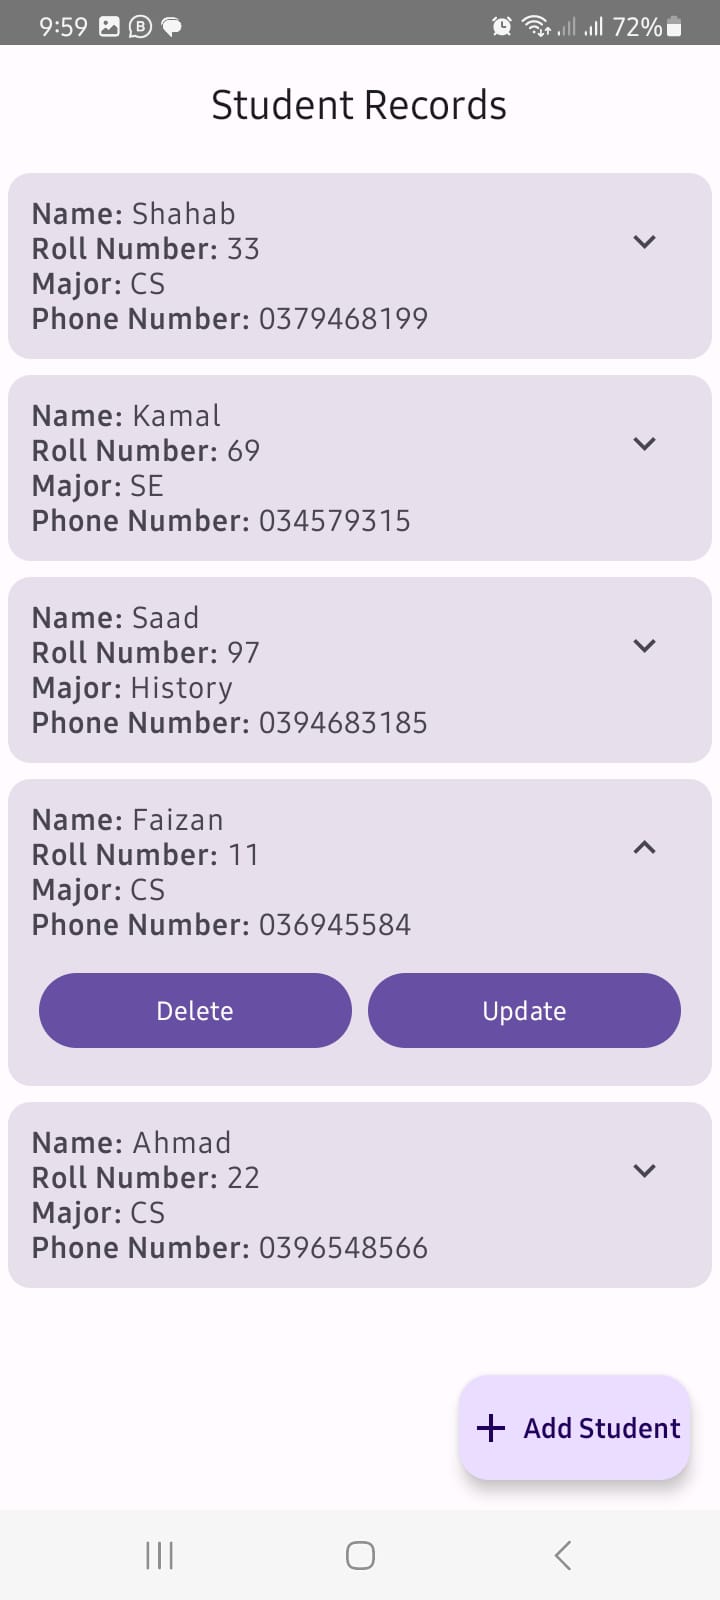 9:59 72%
Student Records
Name: Shahab
Roll Number: 33
Major: CS
Phone Number: 0379468199
Name: Kamal
Roll Number: 69
Major: SE
Phone Number: 034579315
Name: Saad
Roll Number: 97
Major: History
Phone Number: 0394683185
Name: Faizan
Roll Number: 11
Major: CS
Phone Number: 036945584
Delete Update
Name: Ahmad
Roll Number: 22
Major: CS
Phone Number: 0396548566
Add Student